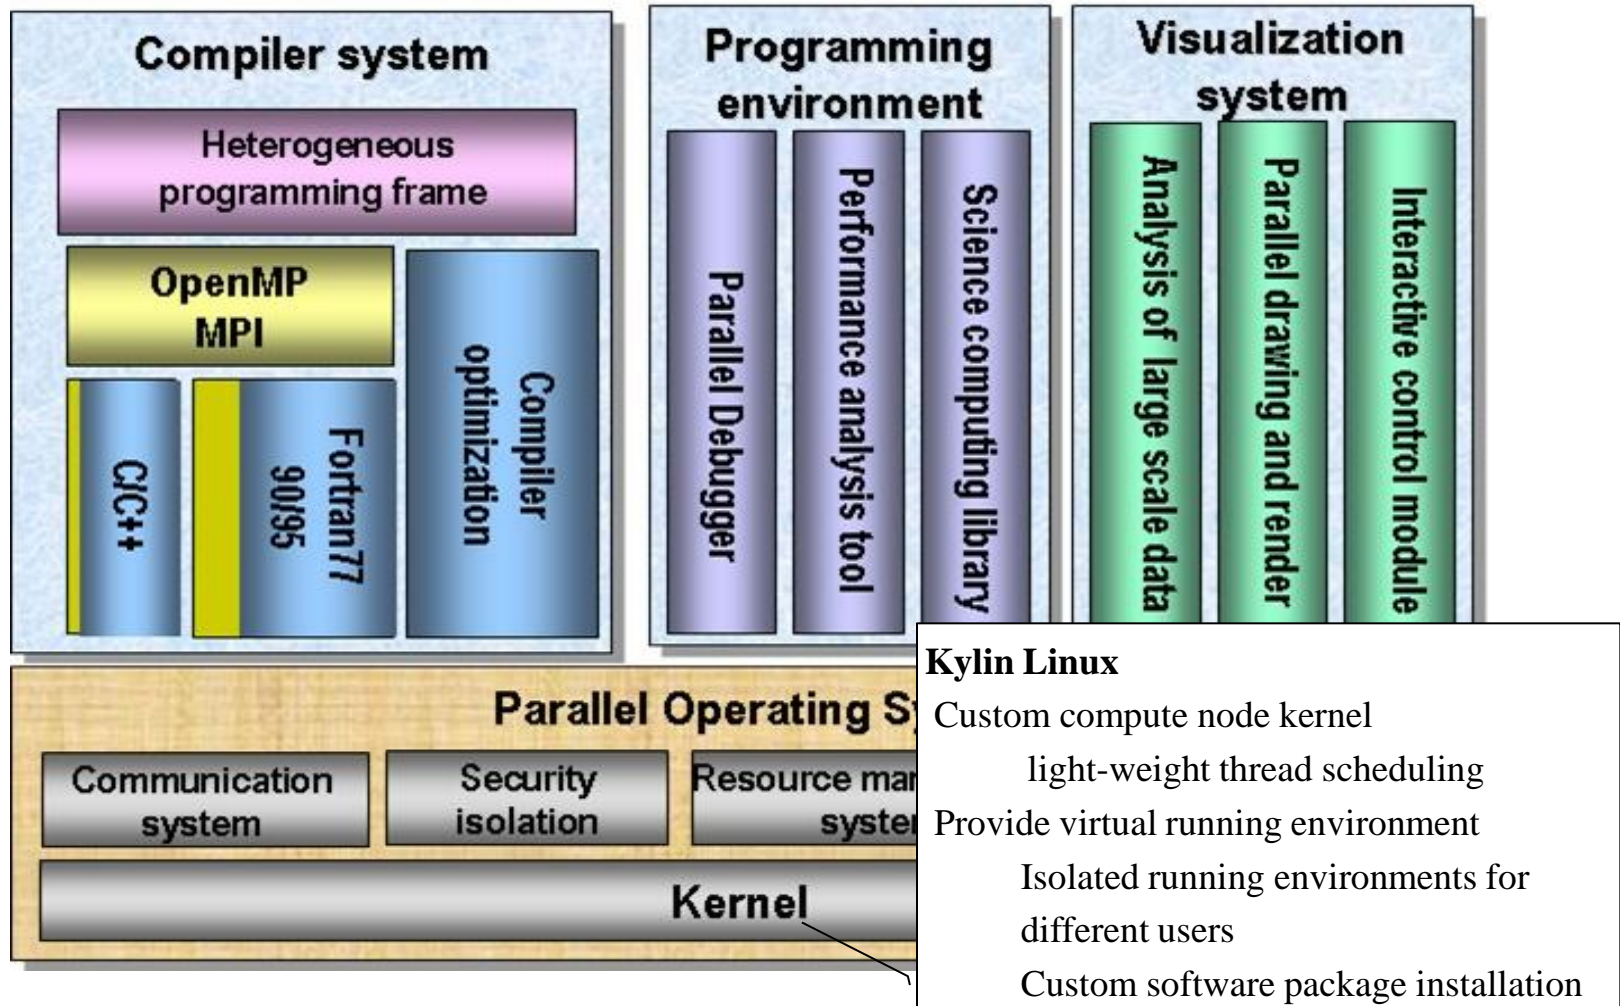 Compiler system
Heterogeneous
programming frame
OpenMP
MPI
C/C++
Fortran77
90/95
Compiler
optimization
Programming
environment
Parallel Debugger
Performance analysis tool
Science computing library
Visualization
system
Analysis of large scale data
Parallel drawing and render
Interactive control module
Parallel Operating
Communication
system
Security
isolation
Resource
Kernel
Kylin Linux
Custom compute node kernel
light-weight thread scheduling
Provide virtual running environment
Isolated running environments for
different users
Custom software package installation